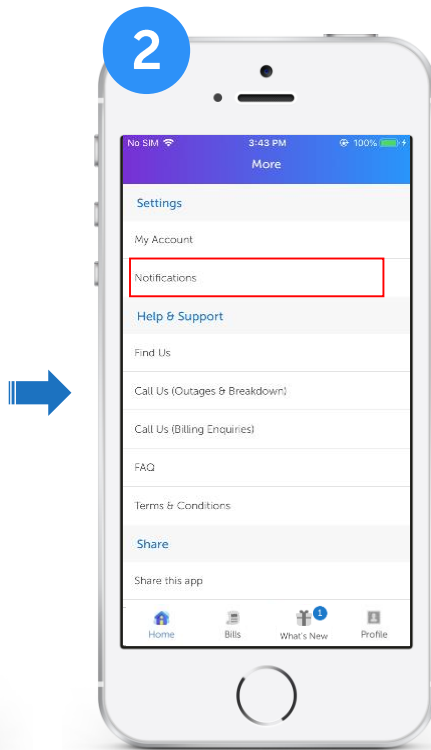 2
No SIM 3:43 PM 100%
More
Settings
My Account
Notifications
Help & Support
Find Us
Call Us (Outages & Breakdown)
Call Us (Billing Enquiries)
FAQ
Terms & Conditions
Share
Share this app
1
Home Bills What's New Profile